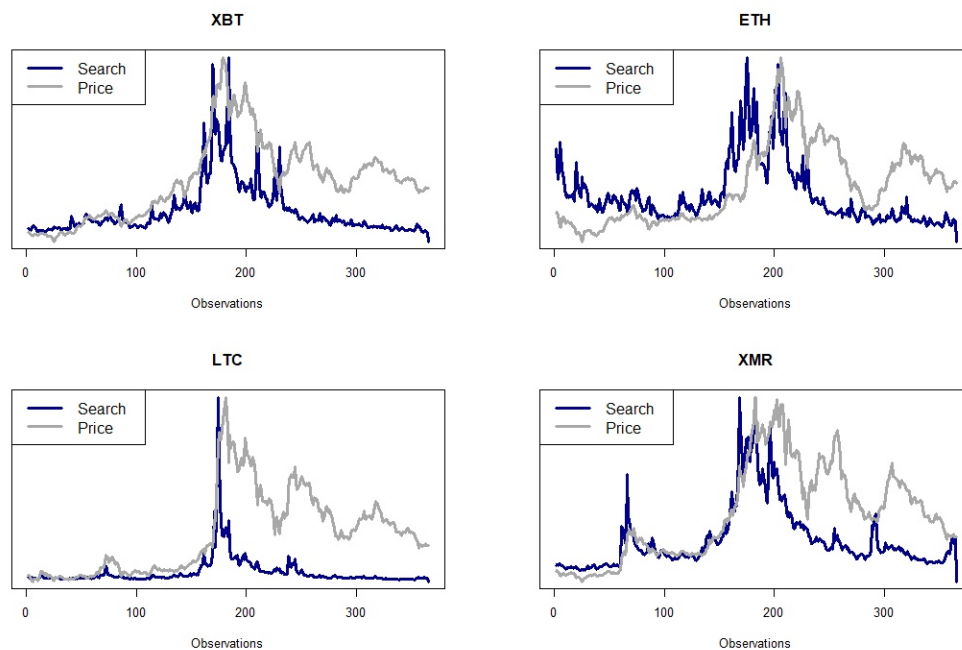 XBT
Search
Price
0 100 200 300
Observations
ETH
Search
Price
0 100 200 300
Observations
LTC
Search
Price
0 100 200 300
Observations
XMR
Search
Price
0 100 200 300
Observations